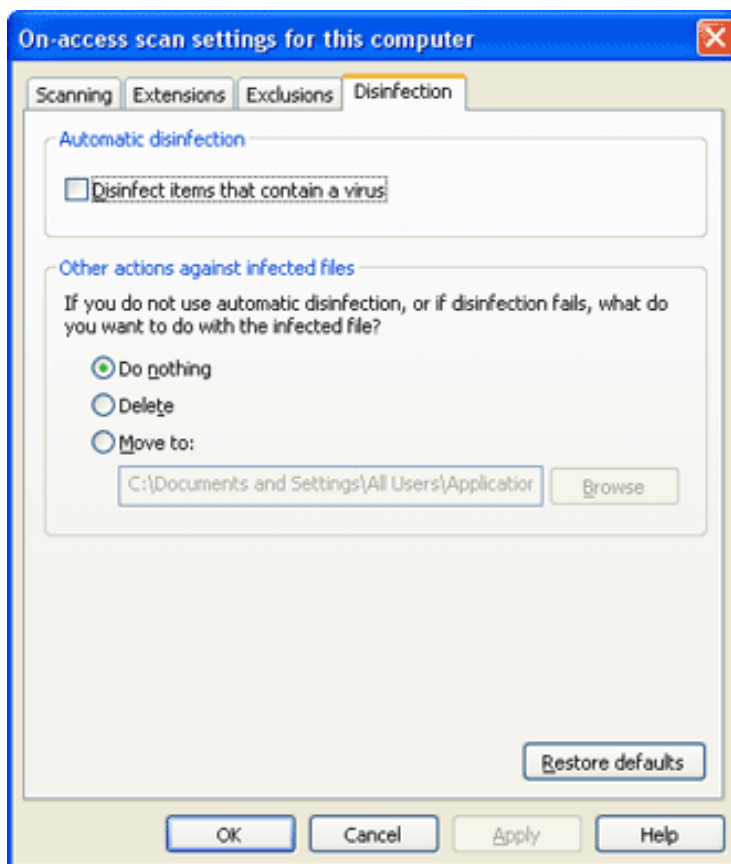 On-access scan settings for this computer
Scanning Extensions Exclusions Disinfection
Automatic disinfection
Disinfect items that contain a virus
Other actions against infected files
If you do not use automatic disinfection, or if disinfection fails, what do
you want to do with the infected file?
Do nothing
Delete
Move to:
C:\Documents and Settings\All Users\Application Browse
Restore defaults
OK Cancel Apply Help